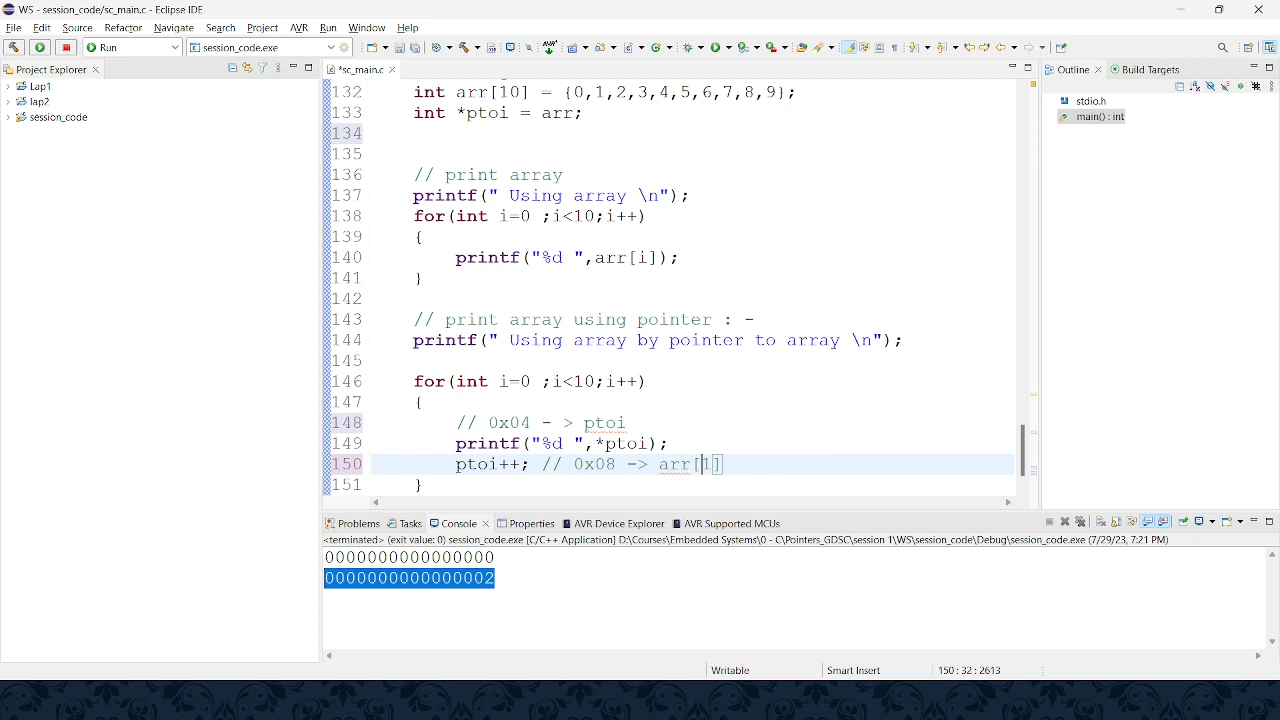 WS - session_code/sc_main.c - Eclipse IDE
File Edit Source Refactor Navigate Search Project AVR Run Window Help
Run session_code.exe
Project Explorer
Lap1
lap2
session_code
*sc_main.c
132 int arr[10] = {0,1,2,3,4,5,6,7,8,9};
133 int *ptoi = arr;
134
135
136 // print array
137 printf(" Using array \n");
138 for(int i=0 ;i<10;i++)
139 {
140 printf("%d ",arr[i]);
141 }
142
143 // print array using pointer : -
144 printf(" Using array by pointer to array \n");
145
146 for(int i=0 ;i<10;i++)
147 {
148 // 0x04 - > ptoi
149 printf("%d ",*ptoi);
150 ptoi++; // 0x08 -> arr[1]
151 }
Outline Build Targets
stdio.h
main() : int
Problems Tasks Console Properties AVR Device Explorer AVR Supported MCUs
<terminated> (exit value: 0) session_code.exe [C/C++ Application] D:\Courses\Embedded Systems\0 - C\Pointers_GDSC\session 1\WS\session_code\Debug\session_code.exe (7/29/23, 7:21 PM)
0000000000000000
0000000000000002
Writable Smart Insert 150 : 32 : 2613